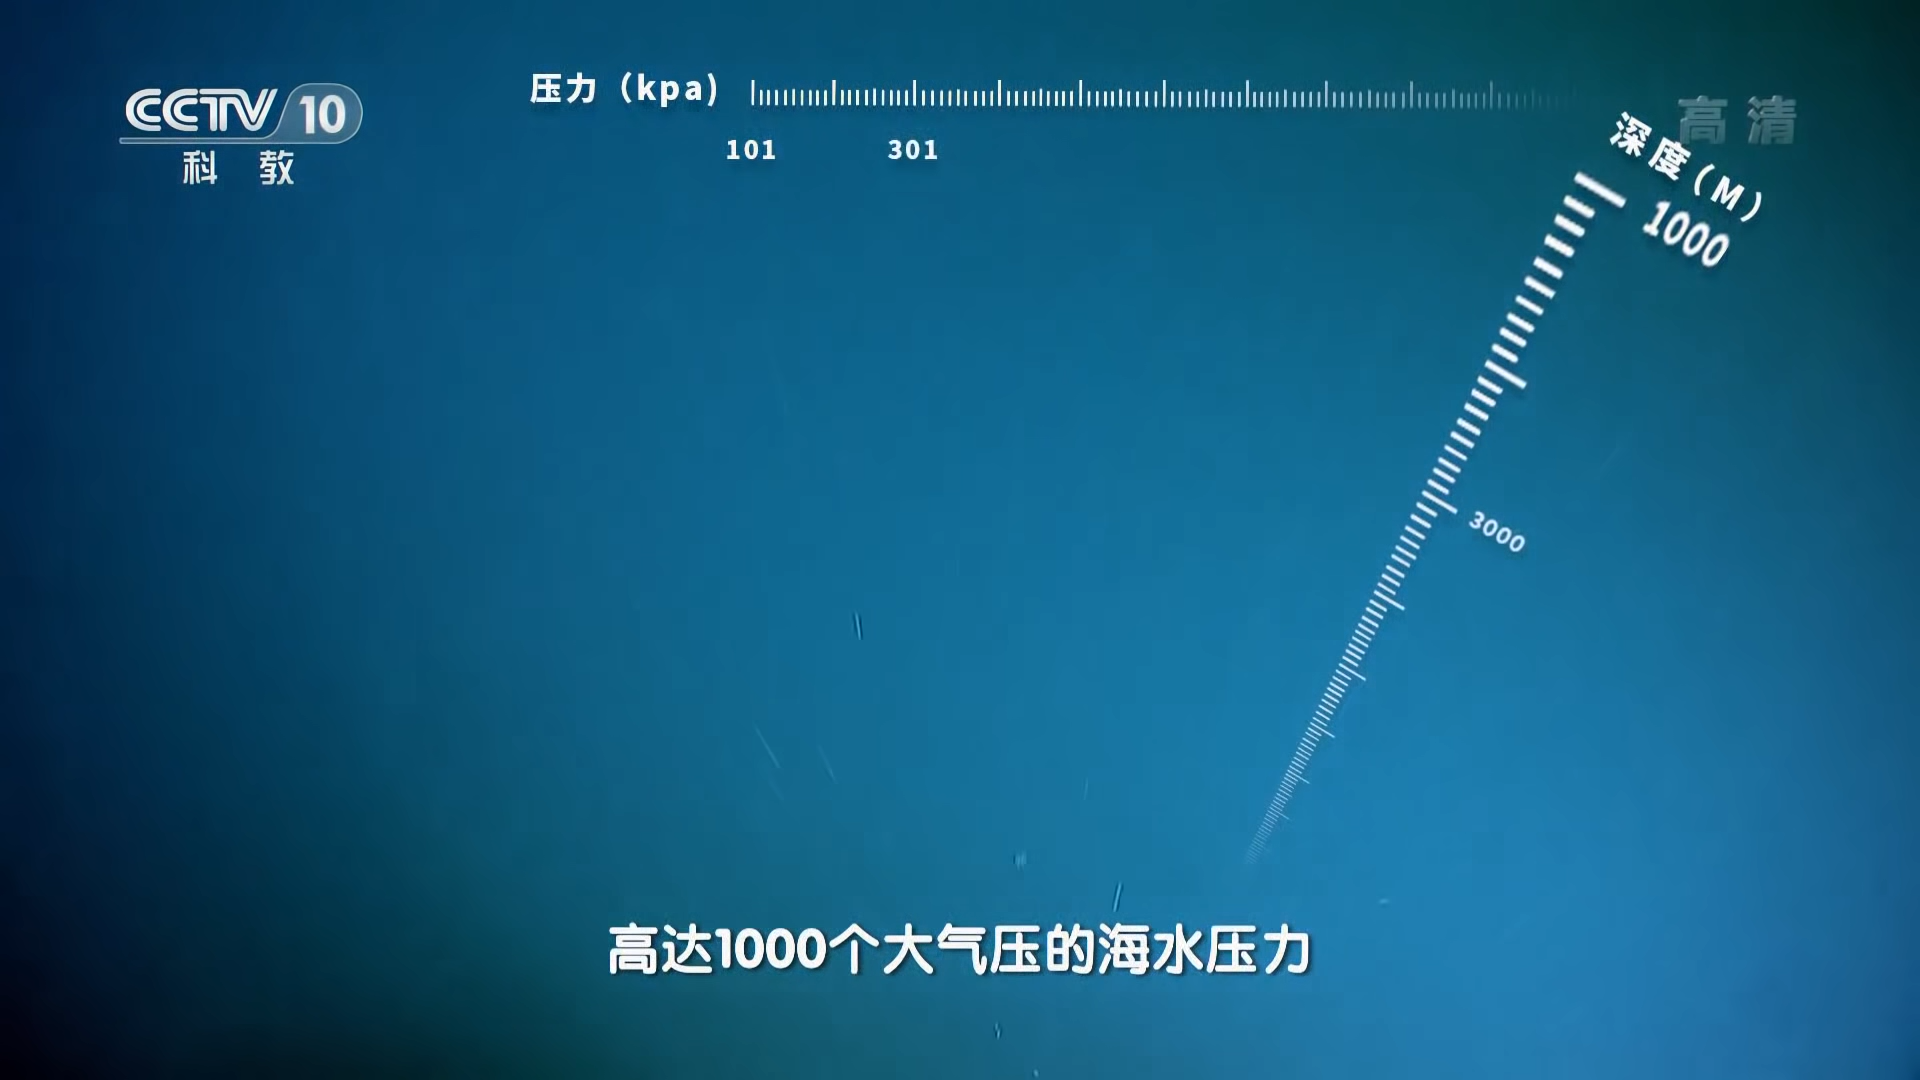 CCTV 10
科 教
压力（kpa）
101 301
高清
深度（M）
1000
3000
高达1000个大气压的海水压力